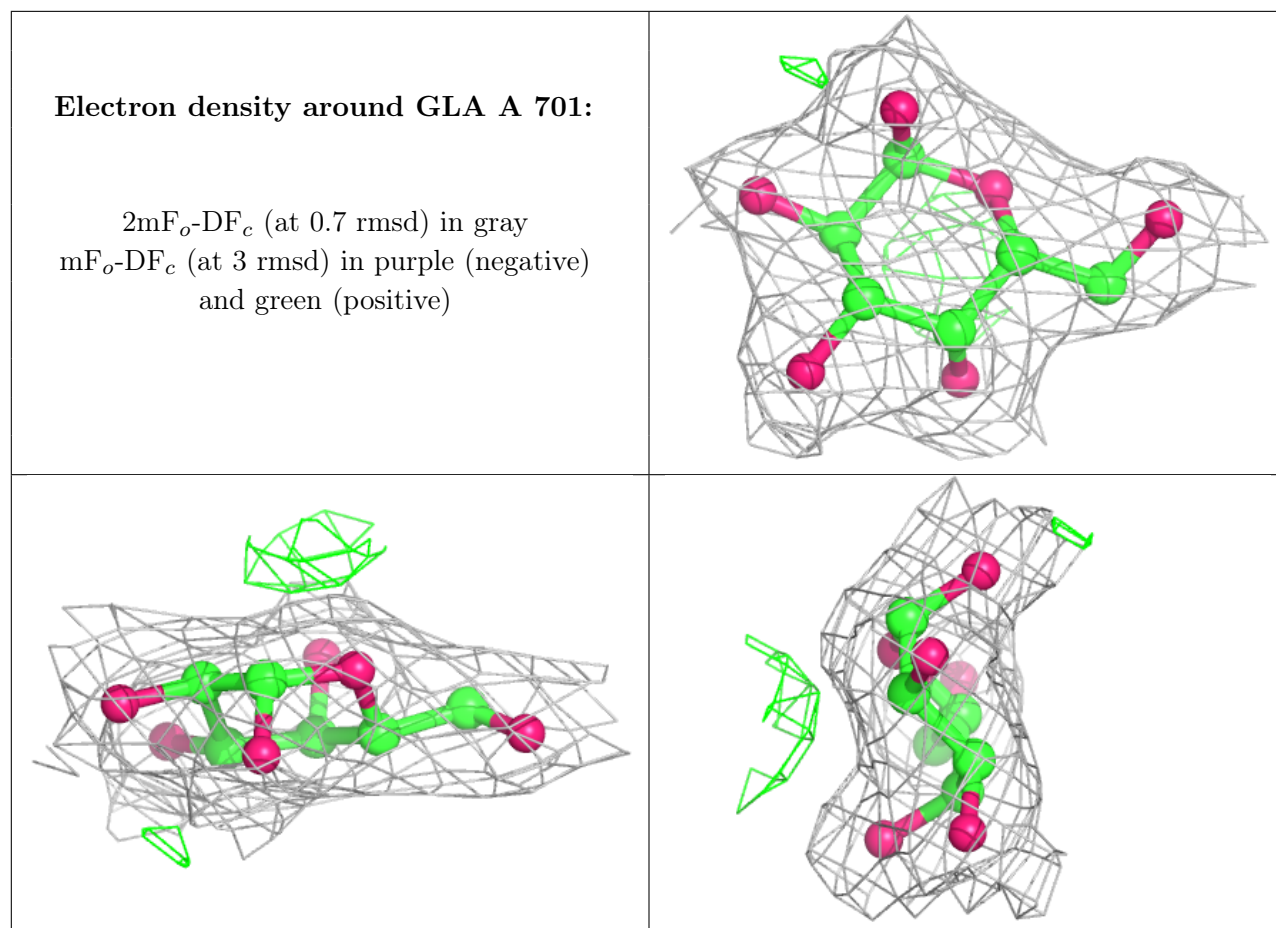 Electron density around GLA A 701:
2mFo-DFc (at 0.7 rmsd) in gray
mFo-DFc (at 3 rmsd) in purple (negative)
and green (positive)